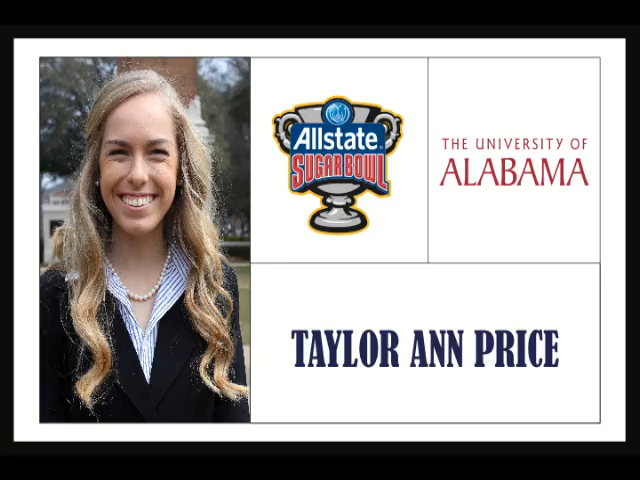 Allstate
SUGAR BOWL
THE UNIVERSITY OF
ALABAMA
TAYLOR ANN PRICE